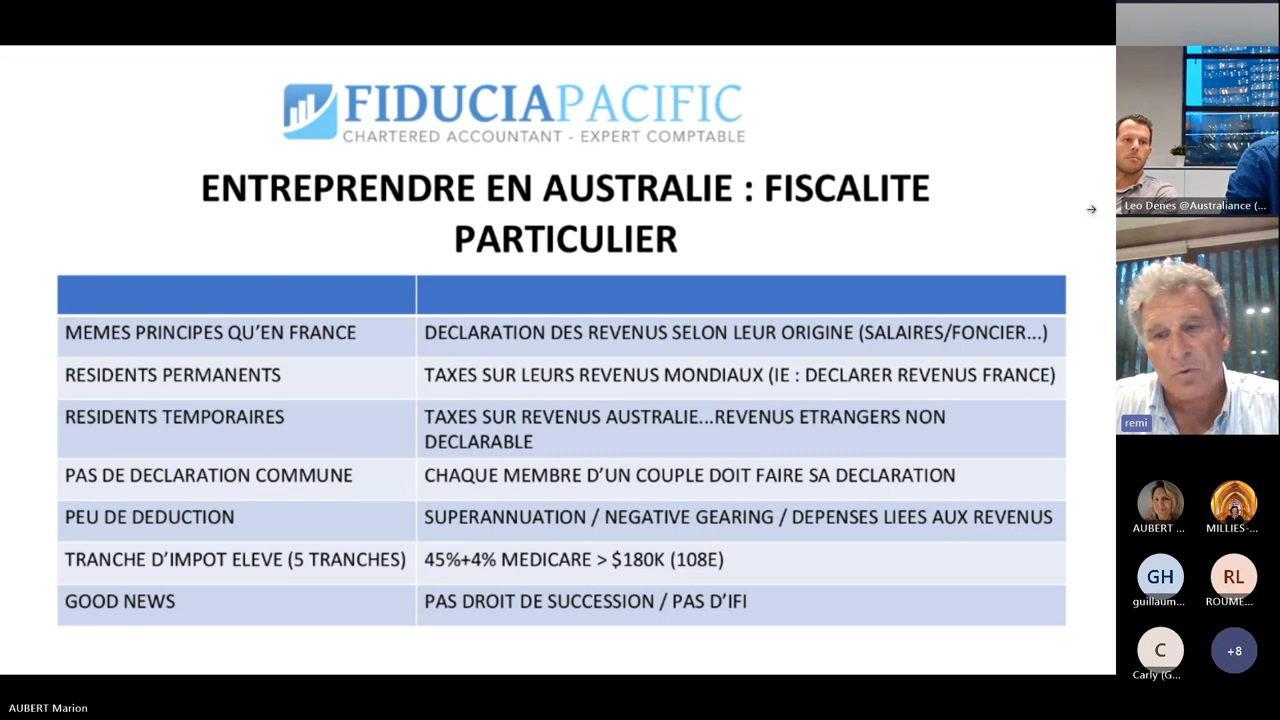 FIDUCIAPACIFIC
CHARTERED ACCOUNTANT - EXPERT COMPTABLE
ENTREPRENDRE EN AUSTRALIE : FISCALITE
PARTICULIER
MEMES PRINCIPES QU'EN FRANCE
DECLARATION DES REVENUS SELON LEUR ORIGINE (SALAIRES/FONCIER...)
RESIDENTS PERMANENTS
TAXES SUR LEURS REVENUS MONDIAUX (IE : DECLARER REVENUS FRANCE)
RESIDENTS TEMPORAIRES
TAXES SUR REVENUS AUSTRALIE...REVENUS ETRANGERS NON
DECLARABLE
PAS DE DECLARATION COMMUNE
CHAQUE MEMBRE D'UN COUPLE DOIT FAIRE SA DECLARATION
PEU DE DEDUCTION
SUPERANNUATION / NEGATIVE GEARING / DEPENSES LIEES AUX REVENUS
TRANCHE D'IMPOT ELEVE (5 TRANCHES)
45%+4% MEDICARE > $180K (108E)
GOOD NEWS
PAS DROIT DE SUCCESSION / PAS D'IFI
Leo Denes @Australiance (...
remi
AUBERT ...
MILLIES-...
GH
guillaum...
RL
ROUME...
C
Carly (G...
+8
AUBERT Marion